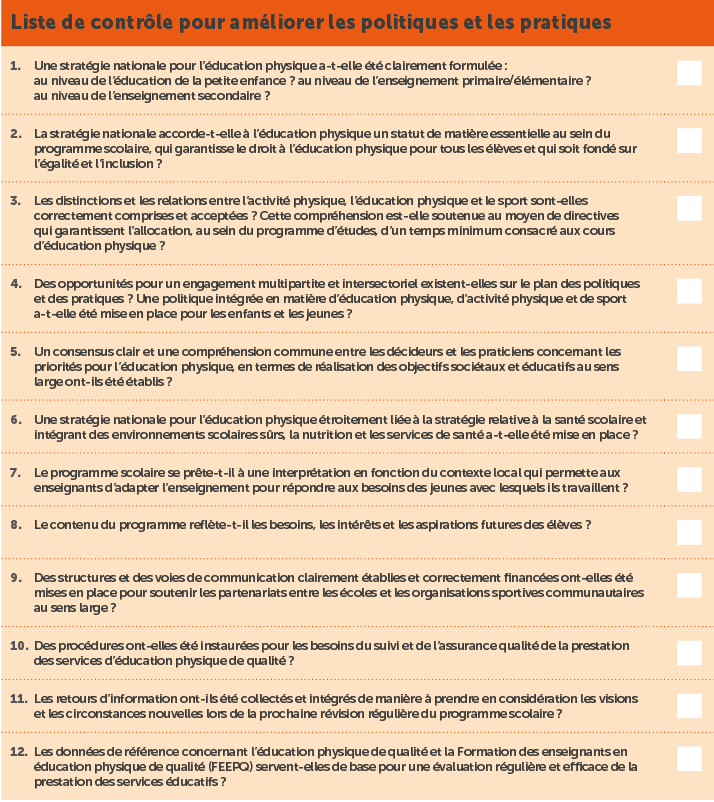 Liste de contrôle pour améliorer les politiques et les pratiques
1. Une stratégie nationale pour l'éducation physique a-t-elle été clairement formulée :
au niveau de l'éducation de la petite enfance ? au niveau de l'enseignement primaire/élémentaire ?
au niveau de l'enseignement secondaire ?
2. La stratégie nationale accorde-t-elle à l'éducation physique un statut de matière essentielle au sein du
programme scolaire, qui garantisse le droit à l'éducation physique pour tous les élèves et qui soit fondé sur
l'égalité et l'inclusion ?
3. Les distinctions et les relations entre l'activité physique, l'éducation physique et le sport sont-elles
correctement comprises et acceptées ? Cette compréhension est-elle soutenue au moyen de directives
qui garantissent l'allocation, au sein du programme d'études, d'un temps minimum consacré aux cours
d'éducation physique ?
4. Des opportunités pour un engagement multipartite et intersectoriel existent-elles sur le plan des politiques
et des pratiques ? Une politique intégrée en matière d'éducation physique, d'activité physique et de sport
a-t-elle été mise en place pour les enfants et les jeunes ?
5. Un consensus clair et une compréhension commune entre les décideurs et les praticiens concernant les
priorités pour l'éducation physique, en termes de réalisation des objectifs sociétaux et éducatifs au sens
large ont-ils été établis ?
6. Une stratégie nationale pour l'éducation physique étroitement liée à la stratégie relative à la santé scolaire et
intégrant des environnements scolaires sûrs, la nutrition et les services de santé a-t-elle été mise en place ?
7. Le programme scolaire se prête-t-il à une interprétation en fonction du contexte local qui permette aux
enseignants d'adapter l'enseignement pour répondre aux besoins des jeunes avec lesquels ils travaillent ?
8. Le contenu du programme reflète-t-il les besoins, les intérêts et les aspirations futures des élèves ?
9. Des structures et des voies de communication clairement établies et correctement financées ont-elles été
mises en place pour soutenir les partenariats entre les écoles et les organisations sportives communautaires
au sens large ?
10. Des procédures ont-elles été instaurées pour les besoins du suivi et de l'assurance qualité de la prestation
des services d'éducation physique de qualité ?
11. Les retours d'information ont-ils été collectés et intégrés de manière à prendre en considération les visions
et les circonstances nouvelles lors de la prochaine révision régulière du programme scolaire ?
12. Les données de référence concernant l'éducation physique de qualité et la Formation des enseignants en
éducation physique de qualité (FEEPQ) servent-elles de base pour une évaluation régulière et efficace de la
prestation des services éducatifs ?